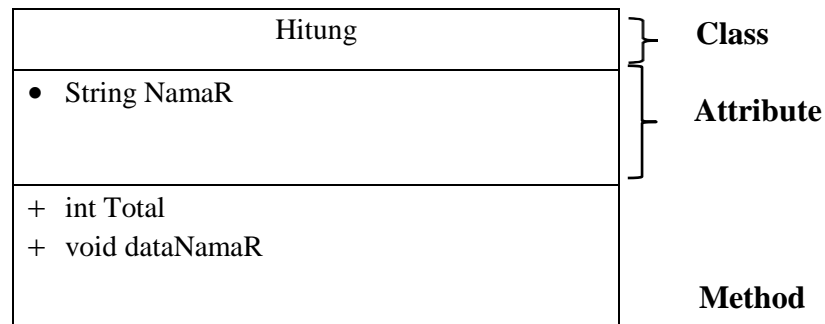 Hitung
Class
• String NamaR
Attribute
+ int Total
+ void dataNamaR
Method